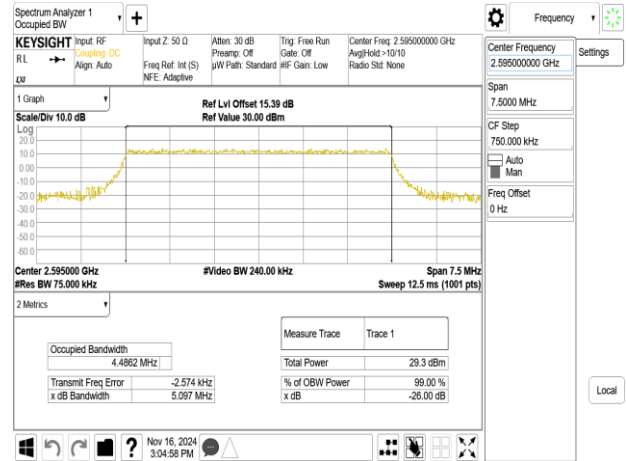 Spectrum Analyzer 1
Occupied BW
Frequency
KEYSIGHT
RL
LXI
Input: RF
Coupling: DC
Align: Auto
Input Z: 50 Ω
Freq Ref: Int (S)
NFE: Adaptive
Atten: 30 dB
Preamp: Off
µW Path: Standard
Trig: Free Run
Gate: Off
#IF Gain: Low
Center Freq: 2.595000000 GHz
Avg|Hold:>10/10
Radio Std: None
Center Frequency
2.595000000 GHz
Settings
Span
7.5000 MHz
CF Step
750.000 kHz
Auto
Man
Freq Offset
0 Hz
Local
1 Graph
Scale/Div 10.0 dB
Ref Lvl Offset 15.39 dB
Ref Value 30.00 dBm
Log
20.0
10.0
0.00
-10.0
-20.0
-30.0
-40.0
-50.0
-60.0
Center 2.595000 GHz
#Video BW 240.00 kHz
Span 7.5 MHz
#Res BW 75.000 kHz
Sweep 12.5 ms (1001 pts)
2 Metrics
Measure Trace Trace 1
Occupied Bandwidth
4.4862 MHz
Total Power 29.3 dBm
Transmit Freq Error -2.574 kHz
% of OBW Power 99.00 %
x dB Bandwidth 5.097 MHz
x dB -26.00 dB
Nov 16, 2024
3:04:58 PM